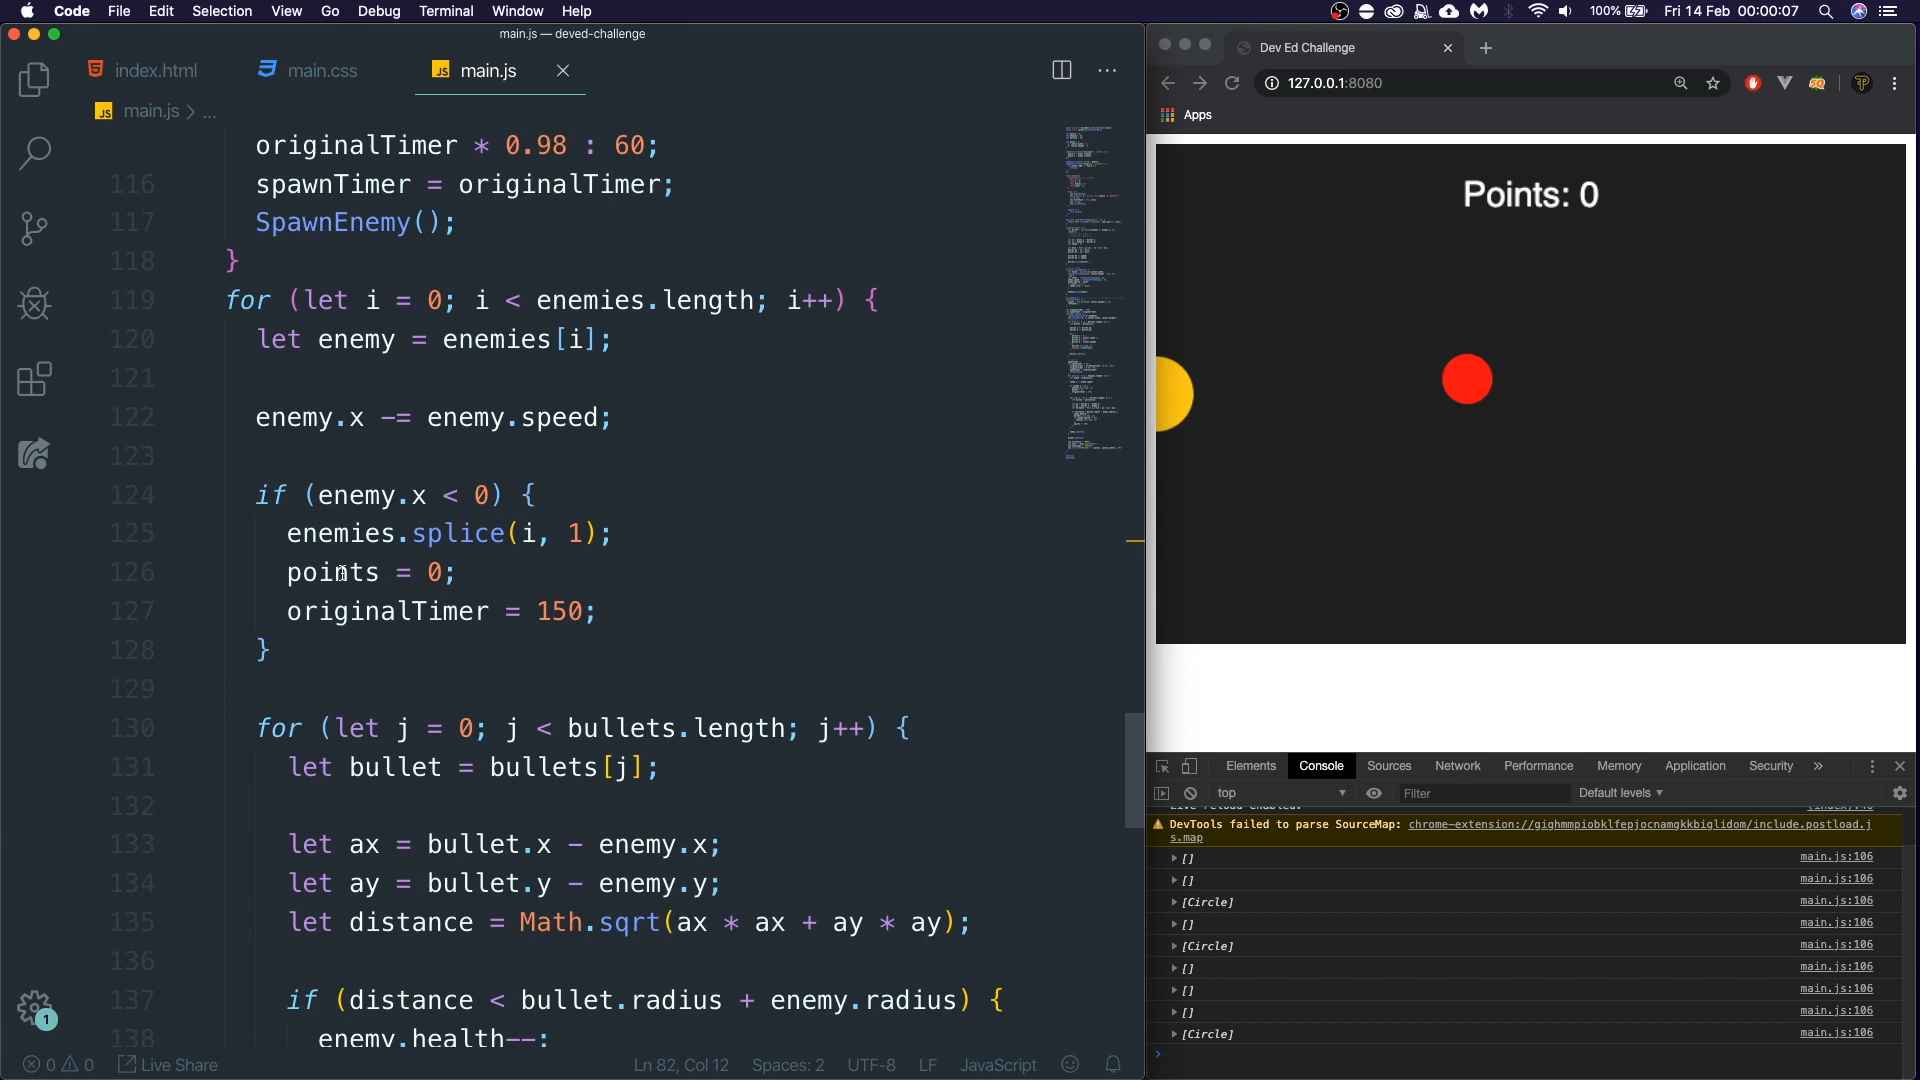 Code File Edit Selection View Go Debug Terminal Window Help 100% Fri 14 Feb 00:00:07
main.js — deved-challenge
index.html main.css JS main.js
JS main.js > ...
originalTimer * 0.98 : 60;
116 spawnTimer = originalTimer;
117 SpawnEnemy();
118 }
119 for (let i = 0; i < enemies.length; i++) {
120 let enemy = enemies[i];
121
122 enemy.x -= enemy.speed;
123
124 if (enemy.x < 0) {
125 enemies.splice(i, 1);
126 points = 0;
127 originalTimer = 150;
128 }
129
130 for (let j = 0; j < bullets.length; j++) {
131 let bullet = bullets[j];
132
133 let ax = bullet.x - enemy.x;
134 let ay = bullet.y - enemy.y;
135 let distance = Math.sqrt(ax * ax + ay * ay);
136
137 if (distance < bullet.radius + enemy.radius) {
138 enemy.health--;
1
0 0 Live Share Ln 82, Col 12 Spaces: 2 UTF-8 LF JavaScript
Dev Ed Challenge
127.0.0.1:8080
Apps
Points: 0
Elements Console Sources Network Performance Memory Application Security »
top Filter Default levels
Live reload enabled. (index):46
DevTools failed to parse SourceMap: chrome-extension://gighmmpiobklfepjocnamgkkbiglidom/include.postload.j
s.map
[] main.js:106
[] main.js:106
[Circle] main.js:106
[] main.js:106
[Circle] main.js:106
[] main.js:106
[] main.js:106
[] main.js:106
[Circle] main.js:106
>